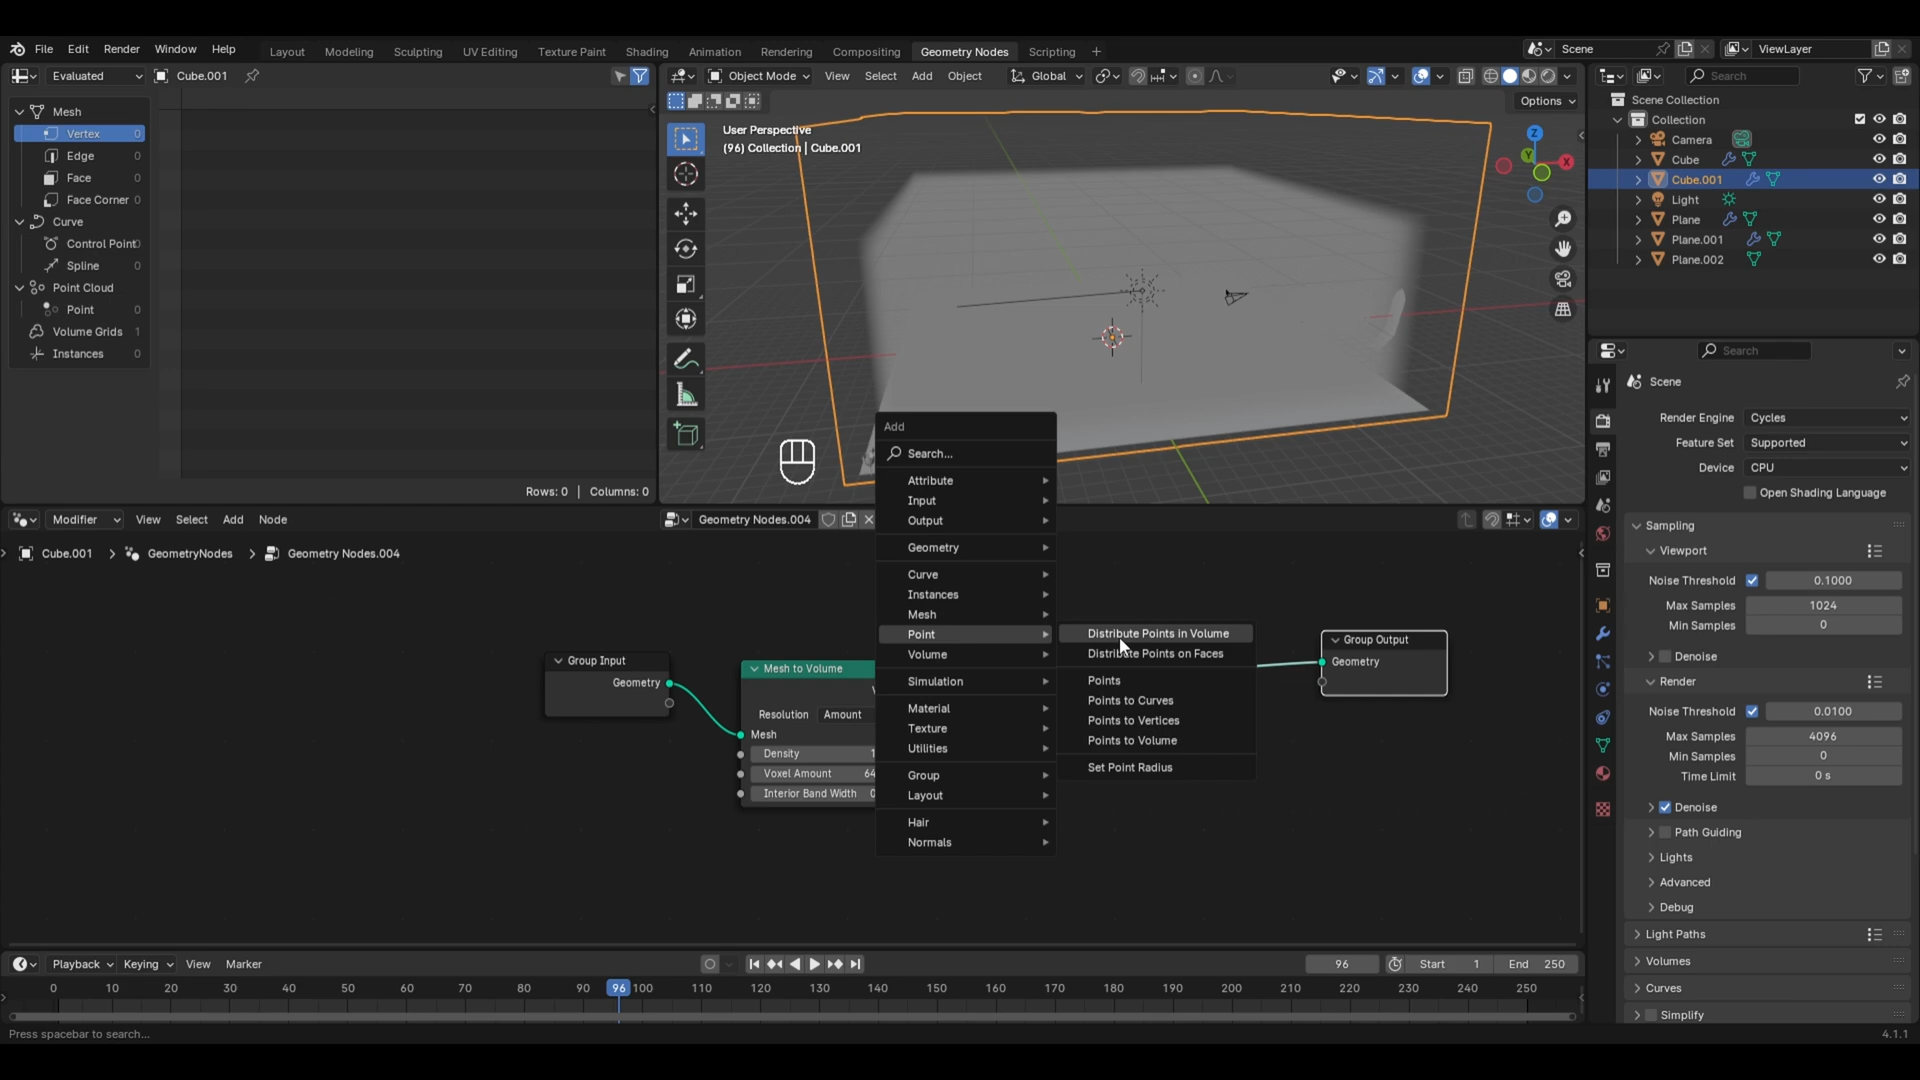 File Edit Render Window Help
Layout Modeling Sculpting UV Editing Texture Paint Shading Animation Rendering Compositing Geometry Nodes Scripting +
Scene ViewLayer
Evaluated Cube.001
Object Mode View Select Add Object Global
Search
Options
Mesh
Vertex 0
Edge 0
Face 0
Face Corner 0
Curve
Control Point
Spline 0
Point Cloud
Point 0
Volume Grids 1
Instances 0
Rows: 0 | Columns: 0
User Perspective
(96) Collection | Cube.001
Z
Y
X
Scene Collection
Collection
Camera
Cube
Cube.001
Light
Plane
Plane.001
Plane.002
Search
Scene
Render Engine Cycles
Feature Set Supported
Device CPU
Open Shading Language
Sampling
Viewport
Noise Threshold 0.1000
Max Samples 1024
Min Samples 0
Denoise
Render
Noise Threshold 0.0100
Max Samples 4096
Min Samples 0
Time Limit 0 s
Denoise
Path Guiding
Lights
Advanced
Debug
Light Paths
Volumes
Curves
Simplify
Modifier View Select Add Node
Geometry Nodes.004
Cube.001 > GeometryNodes > Geometry Nodes.004
Group Input
Geometry
Mesh to Volume
Resolution Amount
Mesh
Density 1
Voxel Amount 64
Interior Band Width 0
Group Output
Geometry
Add
Search...
Attribute
Input
Output
Geometry
Curve
Instances
Mesh
Point
Volume
Simulation
Material
Texture
Utilities
Group
Layout
Hair
Normals
Distribute Points in Volume
Distribute Points on Faces
Points
Points to Curves
Points to Vertices
Points to Volume
Set Point Radius
Playback Keying View Marker
96 Start 1 End 250
0 10 20 30 40 50 60 70 80 90 96 100 110 120 130 140 150 160 170 180 190 200 210 220 230 240 250
Press spacebar to search...
4.1.1